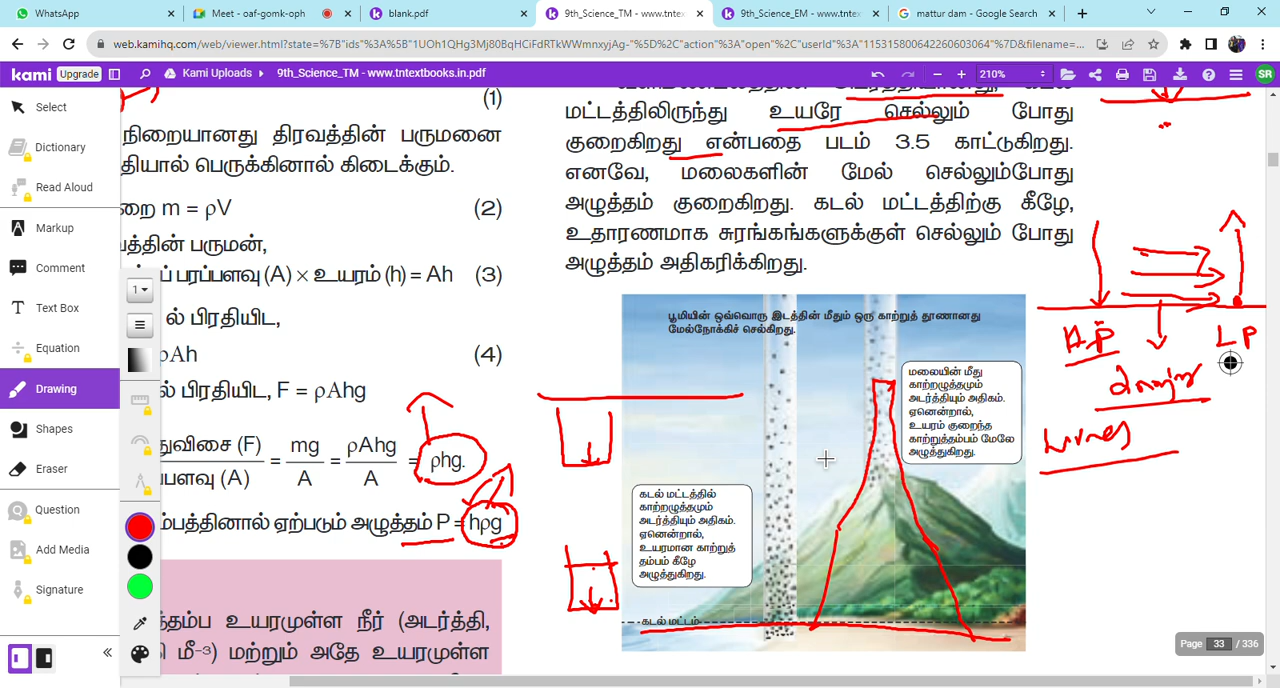 WhatsApp
Meet - oaf-gomk-oph
blank.pdf
9th_Science_TM - www.tntex
9th_Science_EM - www.tntex
mattur dam - Google Search
web.kamihq.com/web/viewer.html?state=%7B"ids"%3A%5B"1UOh1QHg3Mj80BqHCiFdRTkWWmnxyjAg-"%5D%2C"action"%3A"open"%2C"userId"%3A"115315800642260603064"%7D&filename=...
kami Upgrade
Kami Uploads
9th_Science_TM - www.tntextbooks.in.pdf
210%
SR
Select
Dictionary
Read Aloud
Markup
Comment
Text Box
Equation
Drawing
Shapes
Eraser
Question
Add Media
Signature
1
(1)
நிறையானது திரவத்தின் பருமனை
தியால் பெருக்கினால் கிடைக்கும்.
றை m = ρV (2)
வத்தின் பருமன்,
ப் பரப்பளவு (A) × உயரம் (h) = Ah (3)
ல் பிரதியிட,
ρAh (4)
ல் பிரதியிட, F = ρAhg
துவிசை (F) / பளவு (A) = mg / A = ρAhg / A = ρhg.
ம்பத்தினால் ஏற்படும் அழுத்தம் P = hρg
த்தம்ப உயரமுள்ள நீர் (அடர்த்தி,
மீ⁻³) மற்றும் அதே உயரமுள்ள
மட்டத்திலிருந்து உயரே செல்லும் போது
குறைகிறது என்பதை படம் 3.5 காட்டுகிறது.
எனவே, மலைகளின் மேல் செல்லும்போது
அழுத்தம் குறைகிறது. கடல் மட்டத்திற்கு கீழே,
உதாரணமாக சுரங்கங்களுக்குள் செல்லும் போது
அழுத்தம் அதிகரிக்கிறது.
பூமியின் ஒவ்வொரு இடத்தின் மீதும் ஒரு காற்றுத் தூணானது
மேல்நோக்கிச் செல்கிறது.
மலையின் மீது
காற்றழுத்தமும்
அடர்த்தியும் அதிகம்.
ஏனென்றால்,
உயரம் குறைந்த
காற்றுத்தம்பம் மேலே
அழுத்துகிறது.
கடல் மட்டத்தில்
காற்றழுத்தமும்
அடர்த்தியும் அதிகம்.
ஏனென்றால்,
உயரமான காற்றுத்
தம்பம் கீழே
அழுத்துகிறது.
கடல் மட்டம்
H P
L P
Page 33 / 336